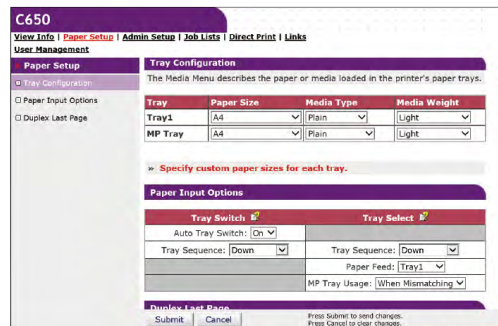 C650
View Info | Paper Setup | Admin Setup | Job Lists | Direct Print | Links
User Management
Paper Setup
Tray Configuration
Paper Input Options
Duplex Last Page
Tray Configuration
The Media Menu describes the paper or media loaded in the printer's paper trays.
Tray Paper Size Media Type Media Weight
Tray1 A4 Plain Light
MP Tray A4 Plain Light
» Specify custom paper sizes for each tray.
Paper Input Options
Tray Switch Tray Select
Auto Tray Switch: On
Tray Sequence: Down Tray Sequence: Down
Paper Feed: Tray1
MP Tray Usage: When Mismatching
Duplex Last Page
Submit Cancel Press Submit to send changes.
Press Cancel to clear changes.